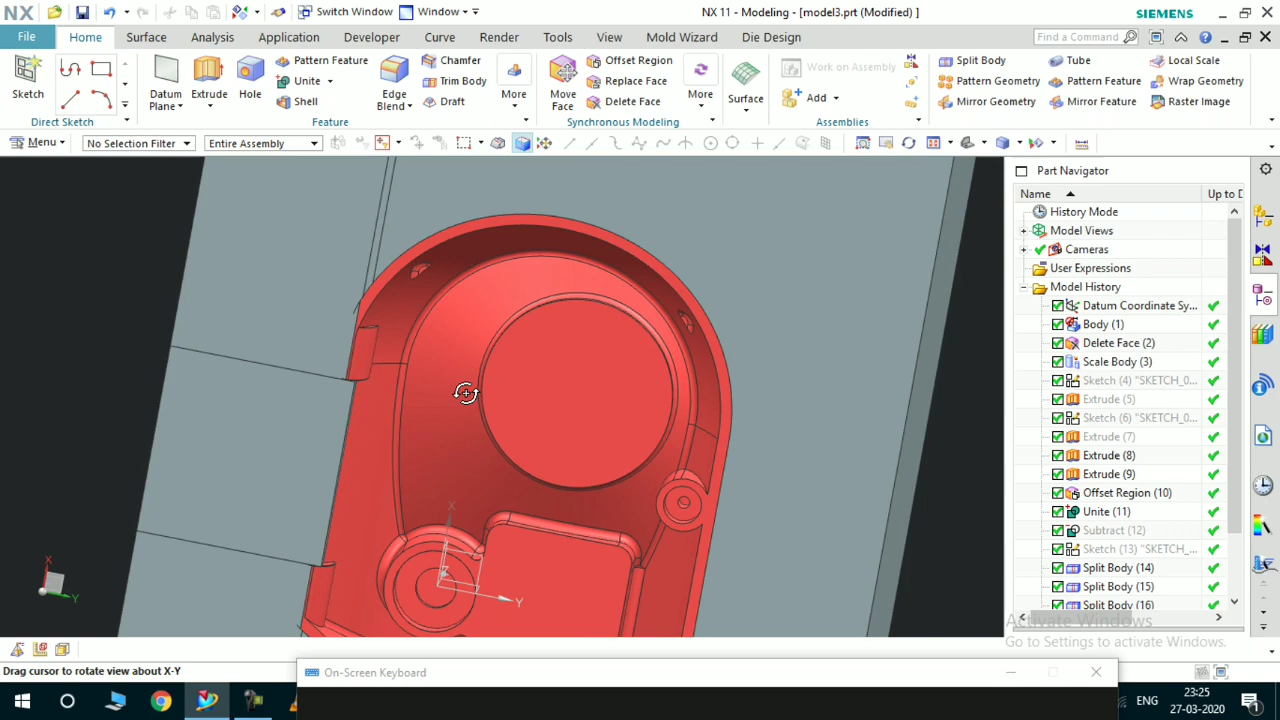 NX
Switch Window
Window
NX 11 - Modeling - [model3.prt (Modified) ]
SIEMENS
File
Home
Surface
Analysis
Application
Developer
Curve
Render
Tools
View
Mold Wizard
Die Design
Find a Command
Sketch
Direct Sketch
Datum Plane
Extrude
Hole
Pattern Feature
Unite
Shell
Edge Blend
Chamfer
Trim Body
Draft
More
Feature
Move Face
Offset Region
Replace Face
Delete Face
More
Synchronous Modeling
Surface
Work on Assembly
Add
Assemblies
Split Body
Pattern Geometry
Mirror Geometry
Tube
Pattern Feature
Mirror Feature
Local Scale
Wrap Geometry
Raster Image
Menu
No Selection Filter
Entire Assembly
Part Navigator
Name
Up to D
History Mode
Model Views
Cameras
User Expressions
Model History
Datum Coordinate Sy...
Body (1)
Delete Face (2)
Scale Body (3)
Sketch (4) "SKETCH_0...
Extrude (5)
Sketch (6) "SKETCH_0...
Extrude (7)
Extrude (8)
Extrude (9)
Offset Region (10)
Unite (11)
Subtract (12)
Sketch (13) "SKETCH_...
Split Body (14)
Split Body (15)
Split Body (16)
X
Y
X
Y
Activate Windows
Go to Settings to activate Windows.
Drag cursor to rotate view about X-Y
On-Screen Keyboard
ENG
23:25
27-03-2020
1